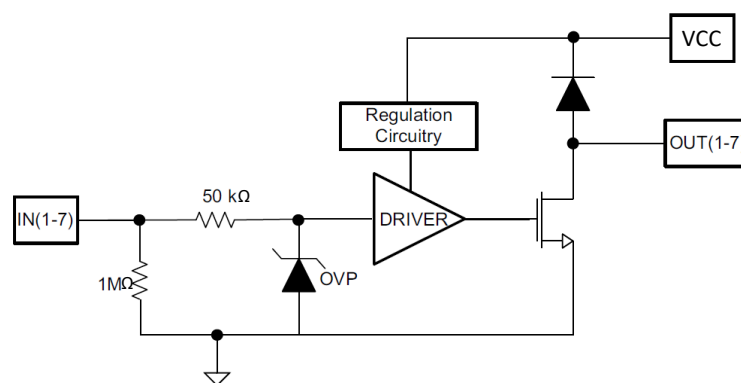 VCC
Regulation
Circuitry
OUT(1-7
50 kΩ
IN(1-7)
DRIVER
1MΩ
OVP